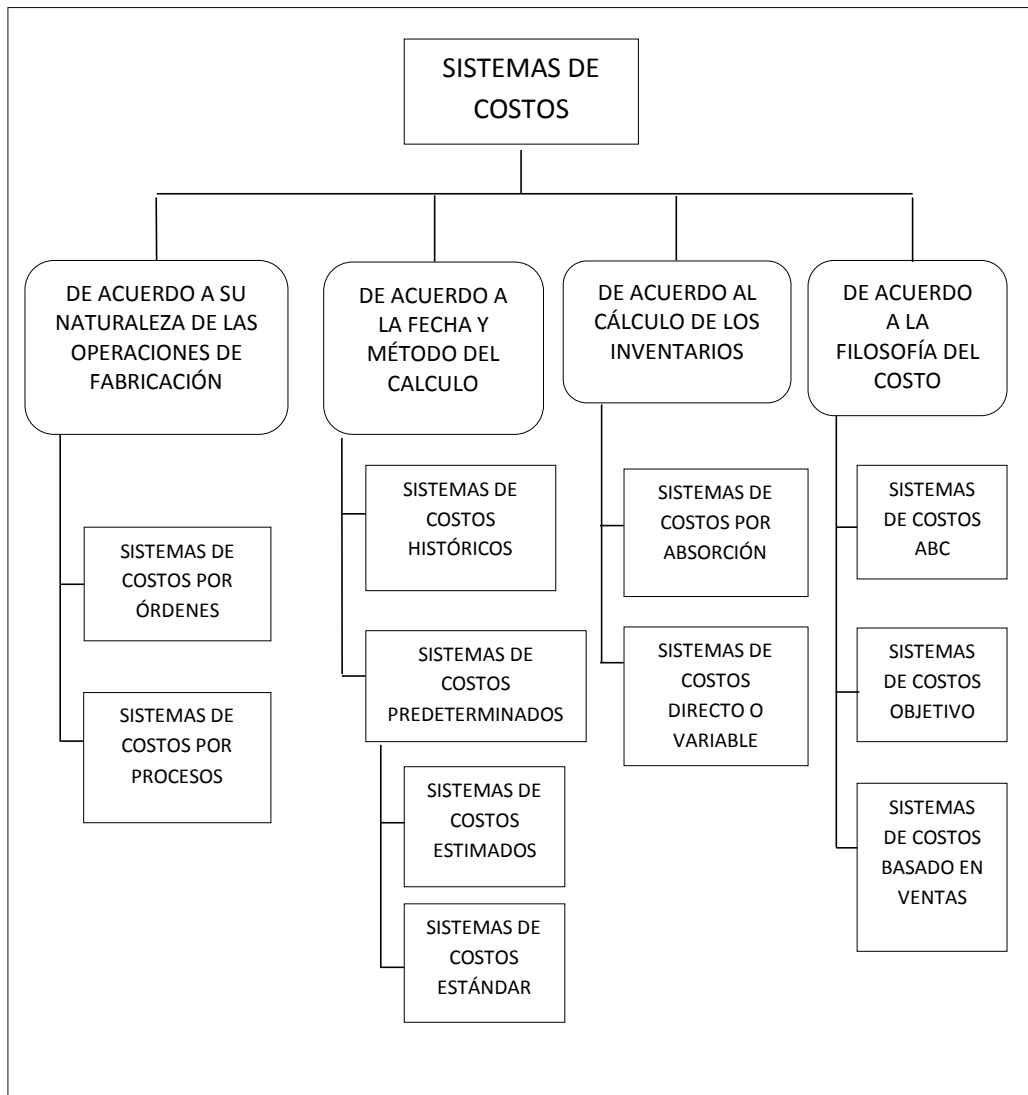 SISTEMAS DE
COSTOS
DE ACUERDO A SU
NATURALEZA DE LAS
OPERACIONES DE
FABRICACIÓN
SISTEMAS DE
COSTOS POR
ÓRDENES
SISTEMAS DE
COSTOS POR
PROCESOS
DE ACUERDO A
LA FECHA Y
MÉTODO DEL
CALCULO
SISTEMAS DE
COSTOS
HISTÓRICOS
SISTEMAS DE
COSTOS
PREDETERMINADOS
SISTEMAS DE
COSTOS
ESTIMADOS
SISTEMAS DE
COSTOS
ESTÁNDAR
DE ACUERDO AL
CÁLCULO DE LOS
INVENTARIOS
SISTEMAS DE
COSTOS POR
ABSORCIÓN
SISTEMAS DE
COSTOS
DIRECTO O
VARIABLE
DE ACUERDO
A LA
FILOSOFÍA DEL
COSTO
SISTEMAS
DE COSTOS
ABC
SISTEMAS
DE COSTOS
OBJETIVO
SISTEMAS
DE COSTOS
BASADO EN
VENTAS